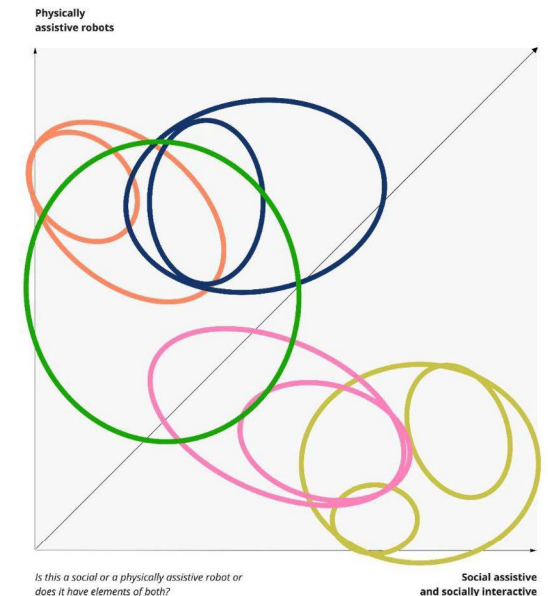 Physically
assistive robots
Is this a social or a physically assistive robot or
does it have elements of both?
Social assistive
and socially interactive